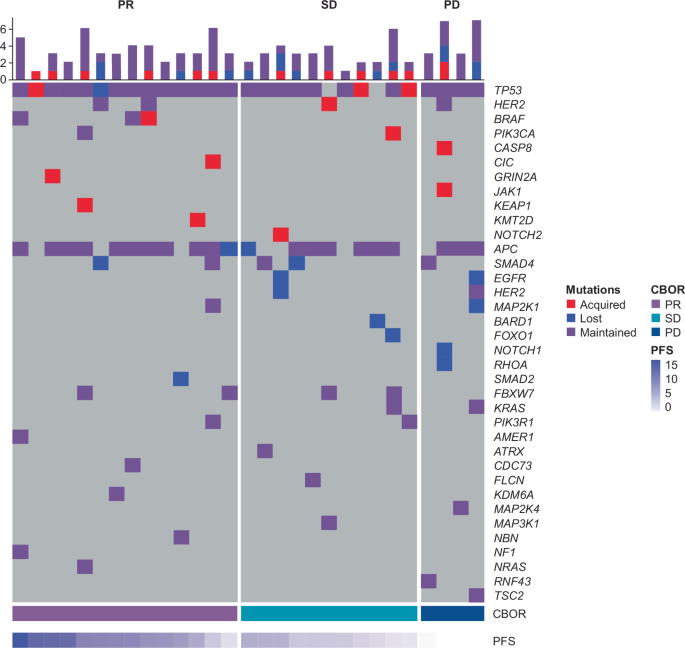 PR SD PD
6
4
2
0
TP53
HER2
BRAF
PIK3CA
CASP8
CIC
GRIN2A
JAK1
KEAP1
KMT2D
NOTCH2
APC
SMAD4
EGFR
HER2
MAP2K1
BARD1
FOXO1
NOTCH1
RHOA
SMAD2
FBXW7
KRAS
PIK3R1
AMER1
ATRX
CDC73
FLCN
KDM6A
MAP2K4
MAP3K1
NBN
NF1
NRAS
RNF43
TSC2
CBOR
PFS
Mutations
Acquired
Lost
Maintained
CBOR
PR
SD
PD
PFS
15
10
5
0